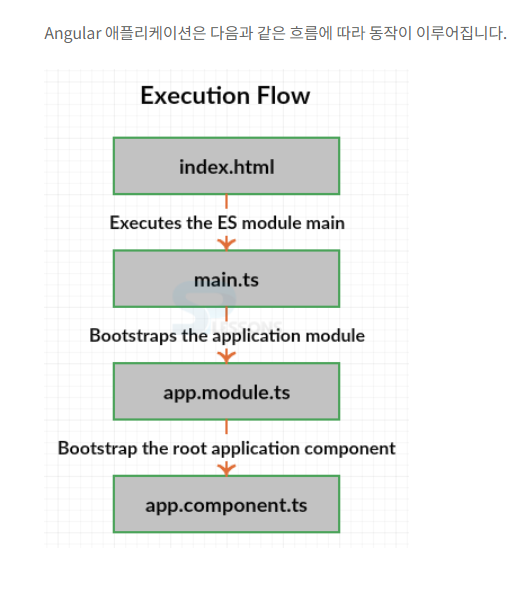 Angular 애플리케이션은 다음과 같은 흐름에 따라 동작이 이루어집니다.
Execution Flow
index.html
Executes the ES module main
main.ts
Bootstraps the application module
app.module.ts
Bootstrap the root application component
app.component.ts